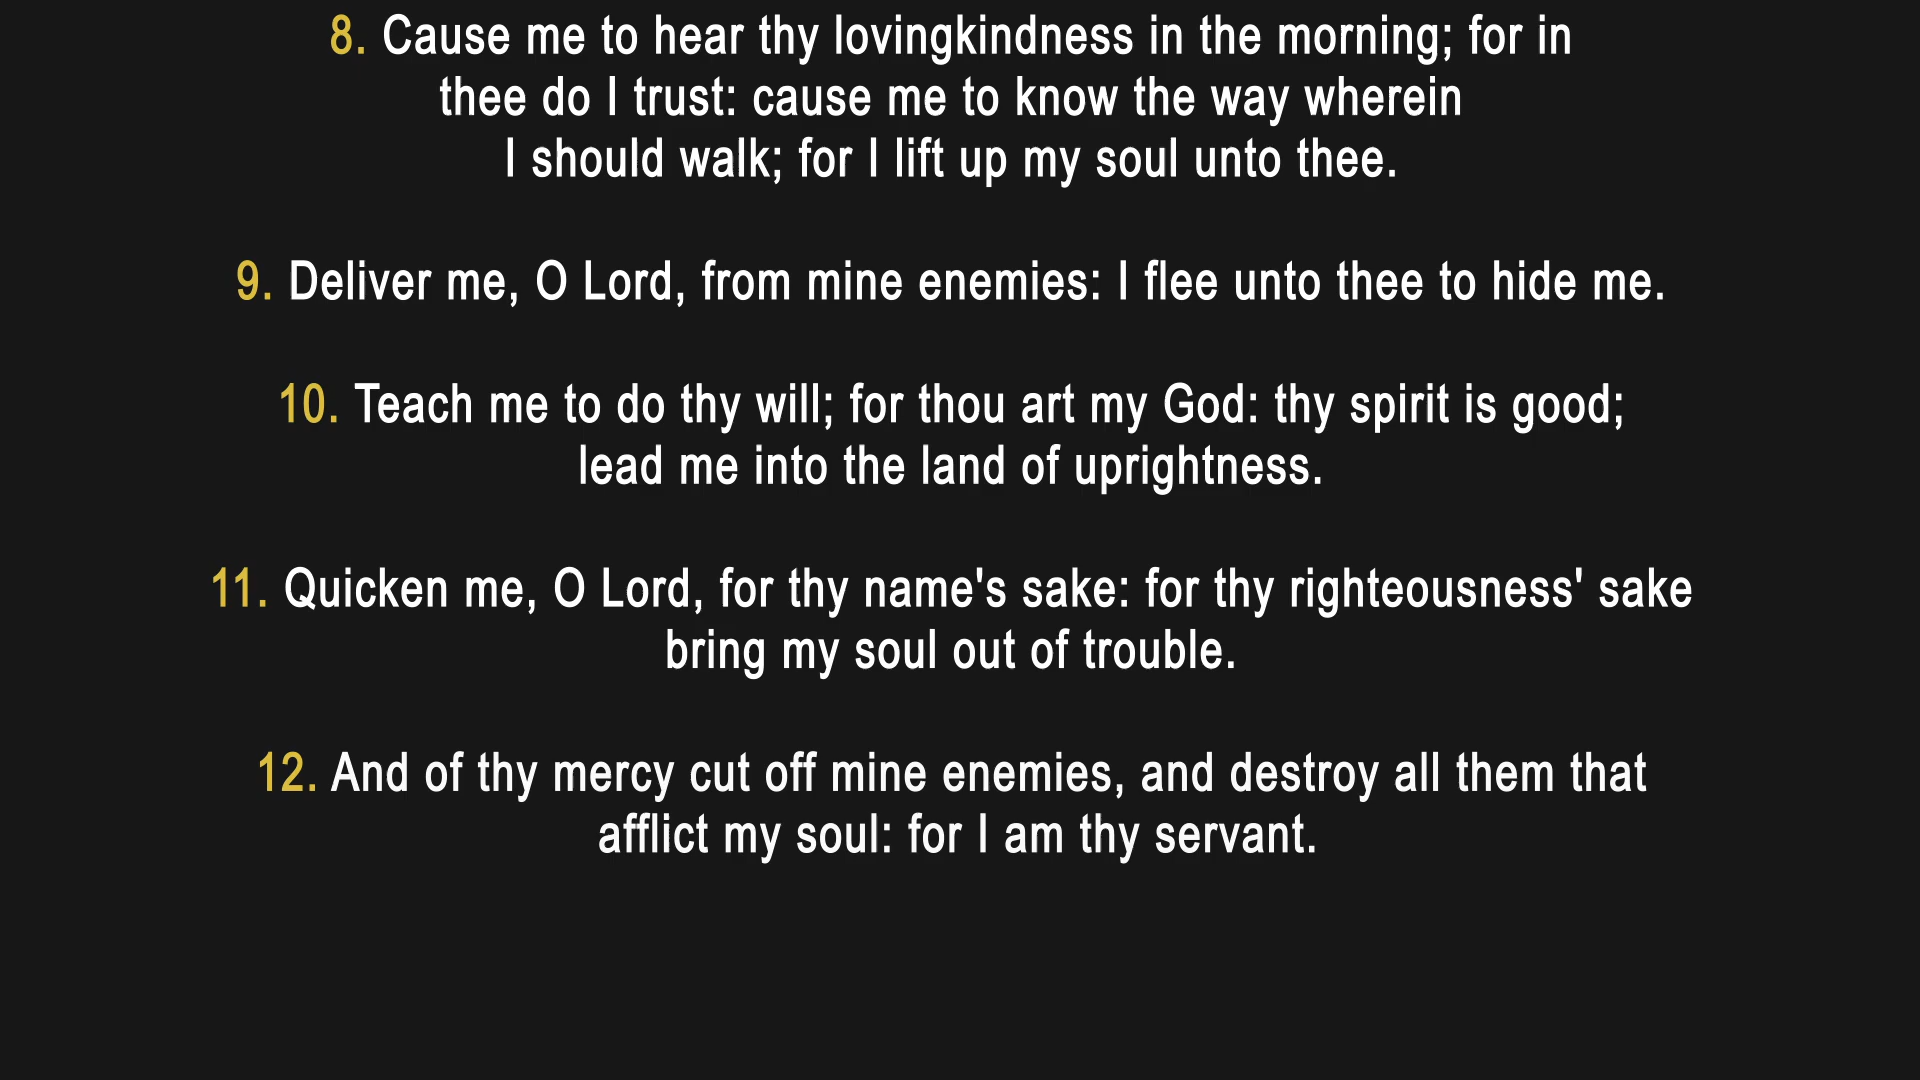 8. Cause me to hear thy lovingkindness in the morning; for in
thee do I trust: cause me to know the way wherein
I should walk; for I lift up my soul unto thee.
9. Deliver me, O Lord, from mine enemies: I flee unto thee to hide me.
10. Teach me to do thy will; for thou art my God: thy spirit is good;
lead me into the land of uprightness.
11. Quicken me, O Lord, for thy name's sake: for thy righteousness' sake
bring my soul out of trouble.
12. And of thy mercy cut off mine enemies, and destroy all them that
afflict my soul: for I am thy servant.